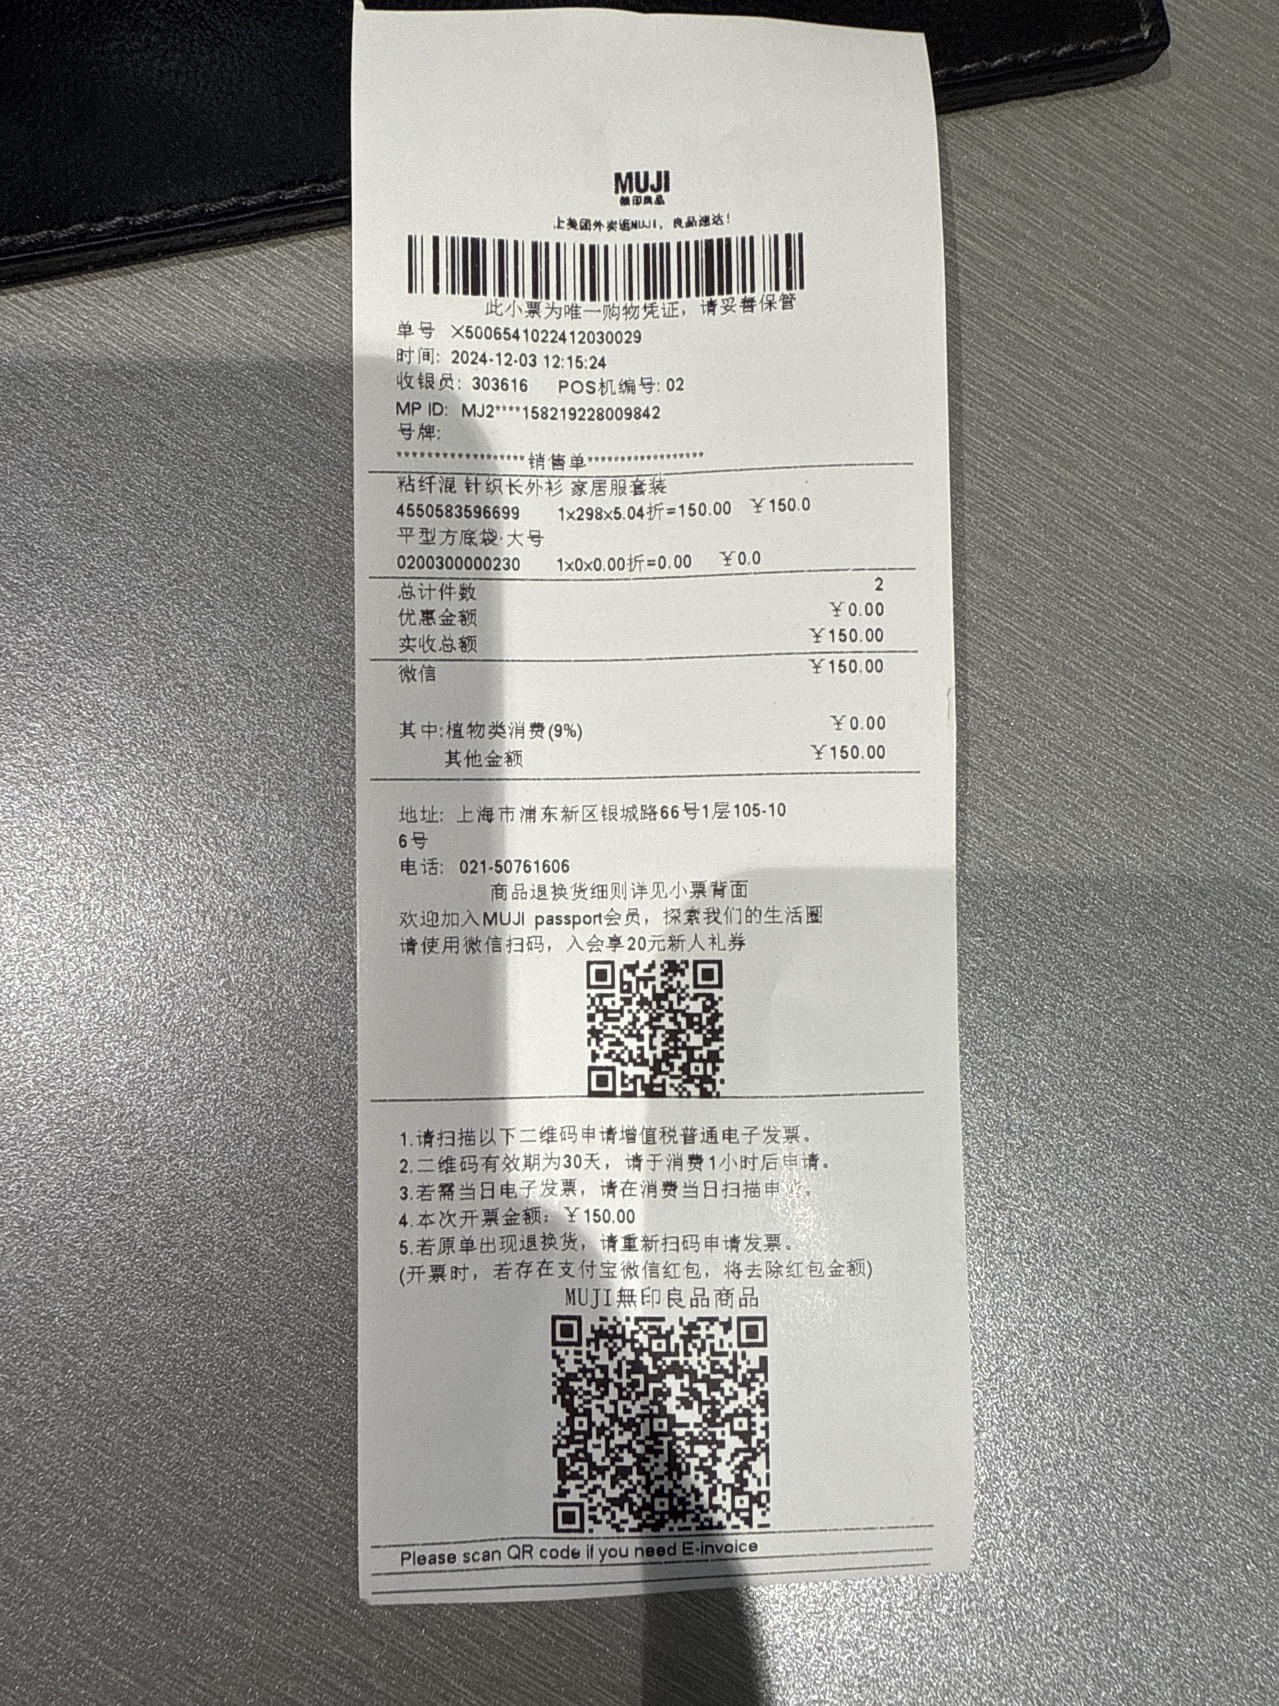 MUJI
無印良品
上美团外卖逛MUJI，良品速达！
此小票为唯一购物凭证，请妥善保管
单号 X5006541022412030029
时间: 2024-12-03 12:15:24
收银员: 303616 POS机编号: 02
MP ID: MJ2****158219228009842
号牌:
******************销售单*****************
粘纤混 针织长外衫 家居服套装
4550583596699 1x298x5.04折=150.00 ￥150.0
平型方底袋·大号
0200300000230 1x0x0.00折=0.00 ￥0.0
总计件数 2
优惠金额 ￥0.00
实收总额 ￥150.00
微信 ￥150.00
其中:植物类消费(9%) ￥0.00
其他金额 ￥150.00
地址: 上海市浦东新区银城路66号1层105-10
6号
电话: 021-50761606
商品退换货细则详见小票背面
欢迎加入MUJI passport会员，探索我们的生活圈
请使用微信扫码，入会享20元新人礼券
1.请扫描以下二维码申请增值税普通电子发票。
2.二维码有效期为30天，请于消费1小时后申请。
3.若需当日电子发票，请在消费当日扫描申。
4.本次开票金额: ￥150.00
5.若原单出现退换货，请重新扫码申请发票。
(开票时，若存在支付宝微信红包，将去除红包金额)
MUJI無印良品商品
Please scan QR code if you need E-invoice